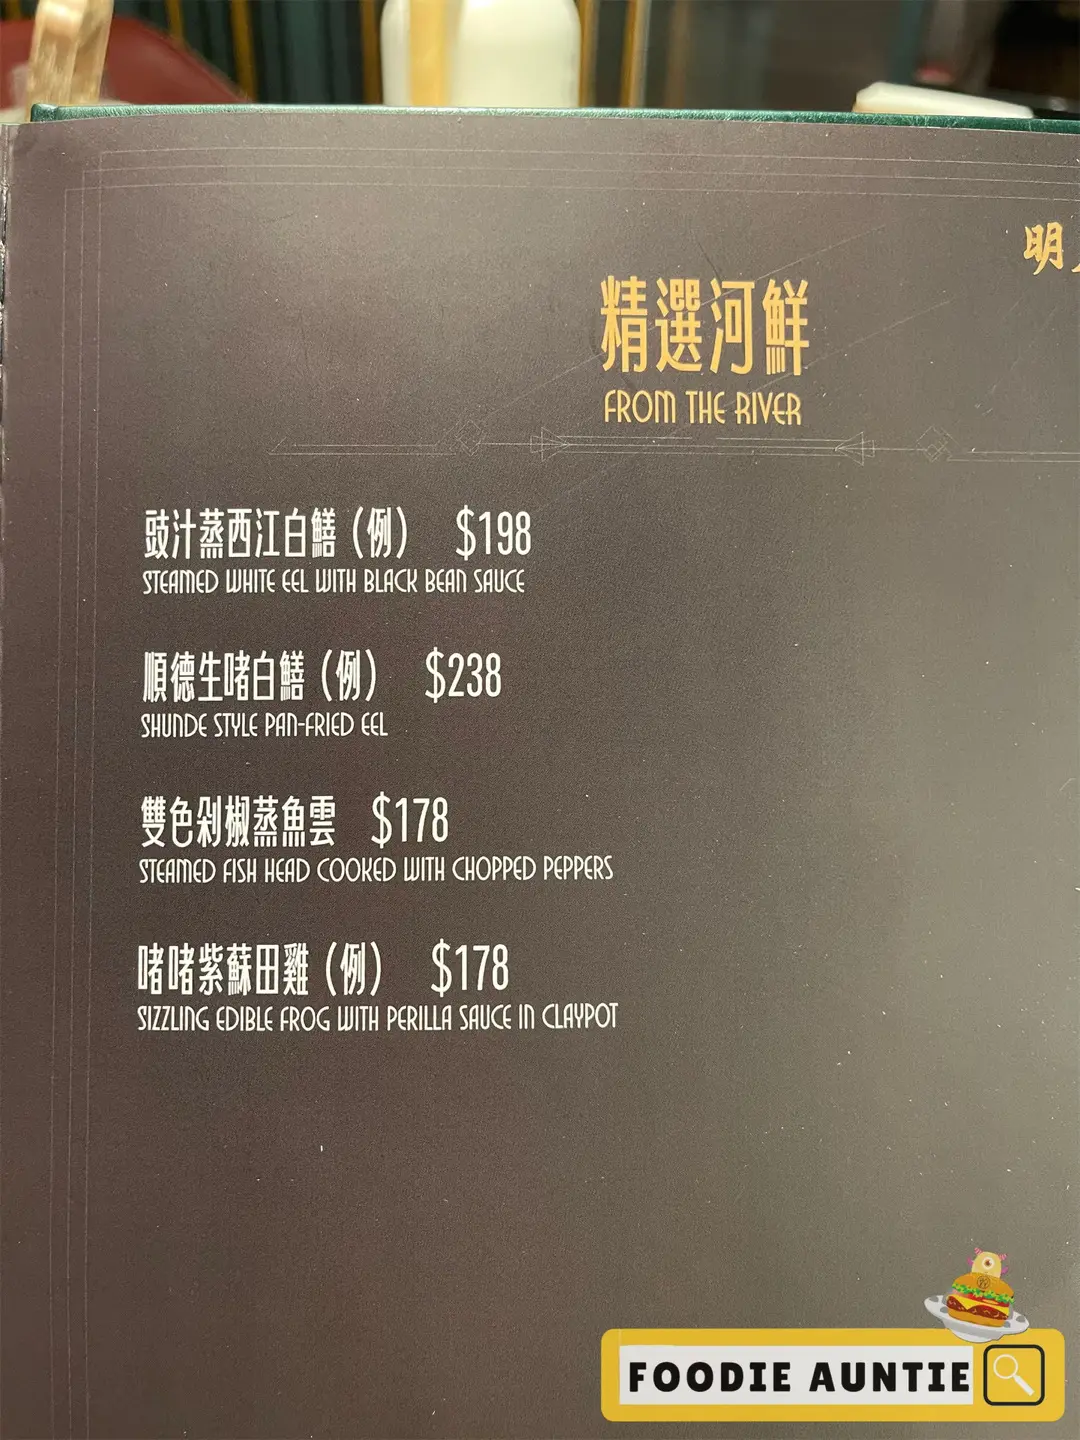 明
精選河鮮
FROM THE RIVER
豉汁蒸西江白鱔（例） $198
STEAMED WHITE EEL WITH BLACK BEAN SAUCE
順德生啫白鱔（例） $238
SHUNDE STYLE PAN-FRIED EEL
雙色剁椒蒸魚雲 $178
STEAMED FISH HEAD COOKED WITH CHOPPED PEPPERS
啫啫紫蘇田雞（例） $178
SIZZLING EDIBLE FROG WITH PERILLA SAUCE IN CLAYPOT
FOODIE AUNTIE